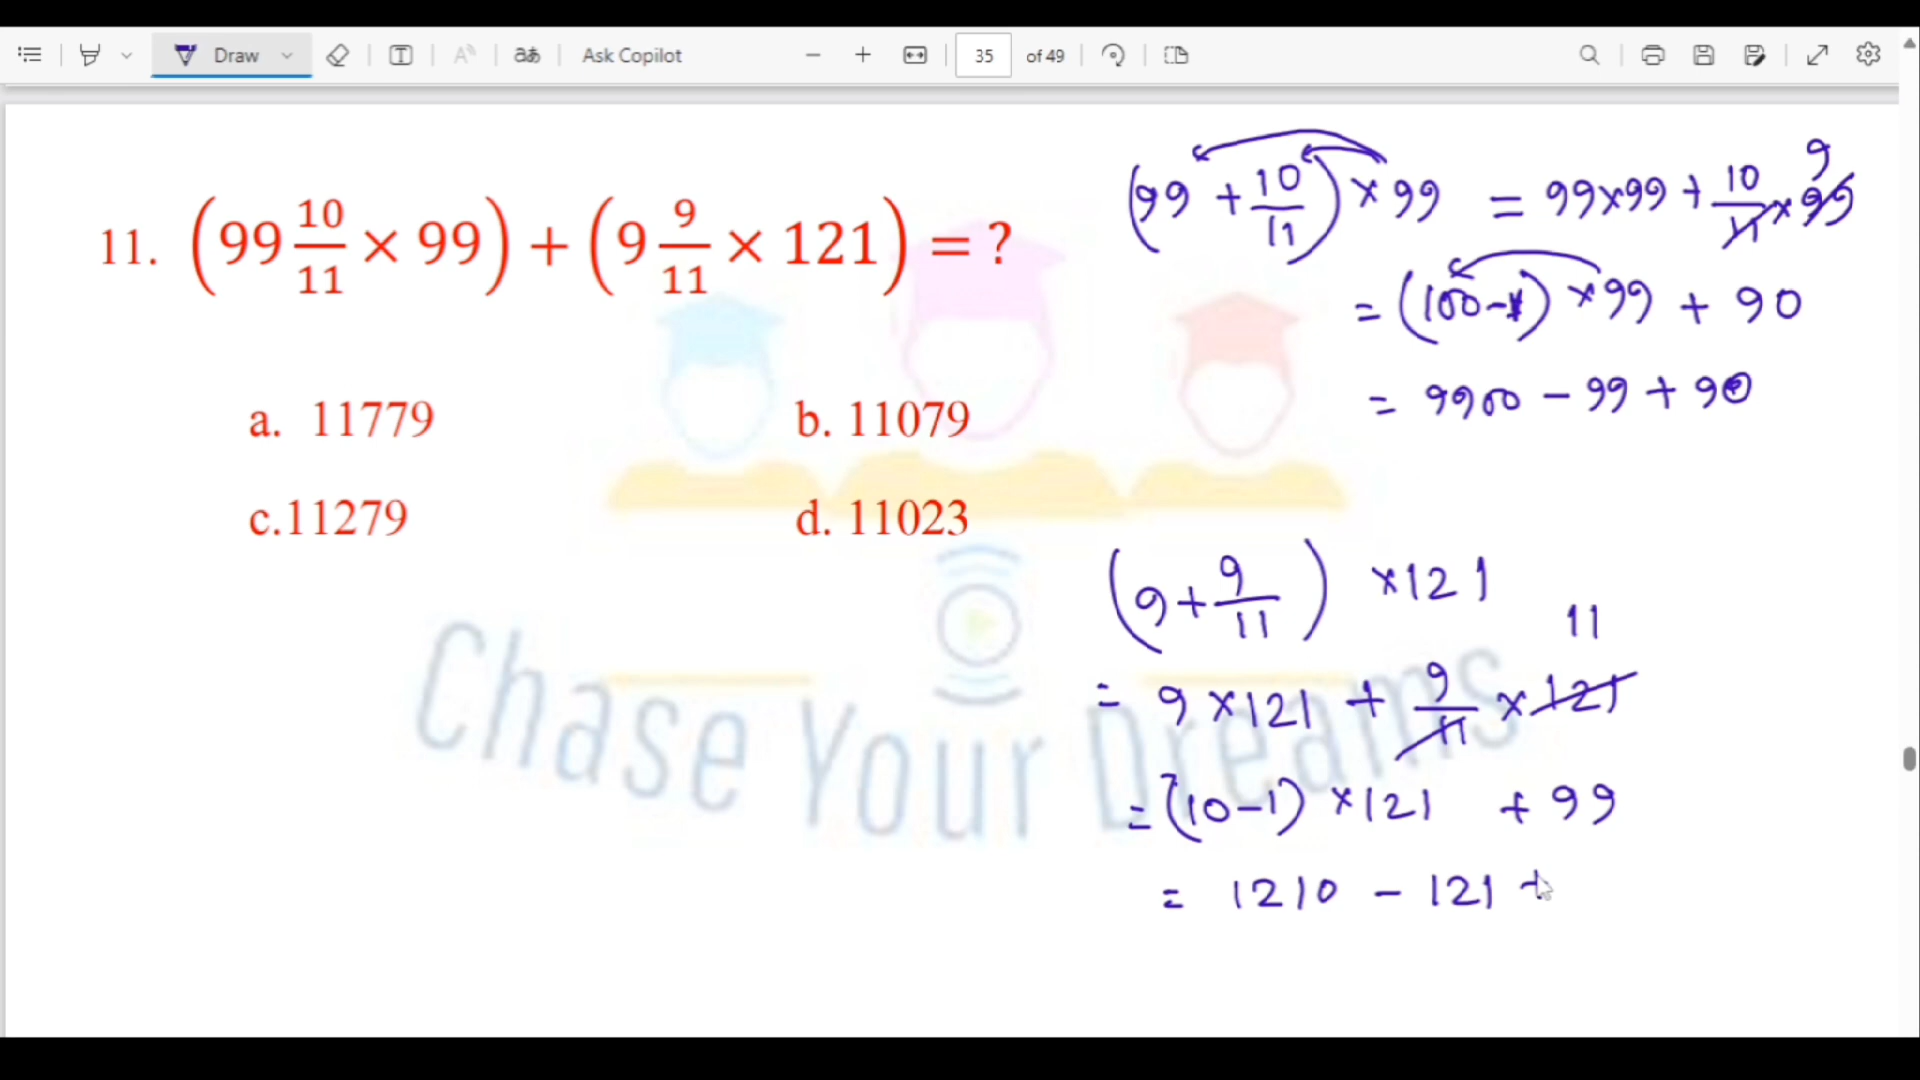 Draw Ask Copilot 35 of 49
11. (99 10/11 × 99) + (9 9/11 × 121) = ?
a. 11779 b. 11079
c.11279 d. 11023
(99 + 10/11) × 99 = 99×99 + 10/11 × 99 9
= (100-1) × 99 + 90
= 9900 - 99 + 90
(9 + 9/11) ×121
11
= 9 ×121 + 9/11 × 121
= (10-1) ×121 + 99
= 1210 - 121 +
Chase Your Dreams